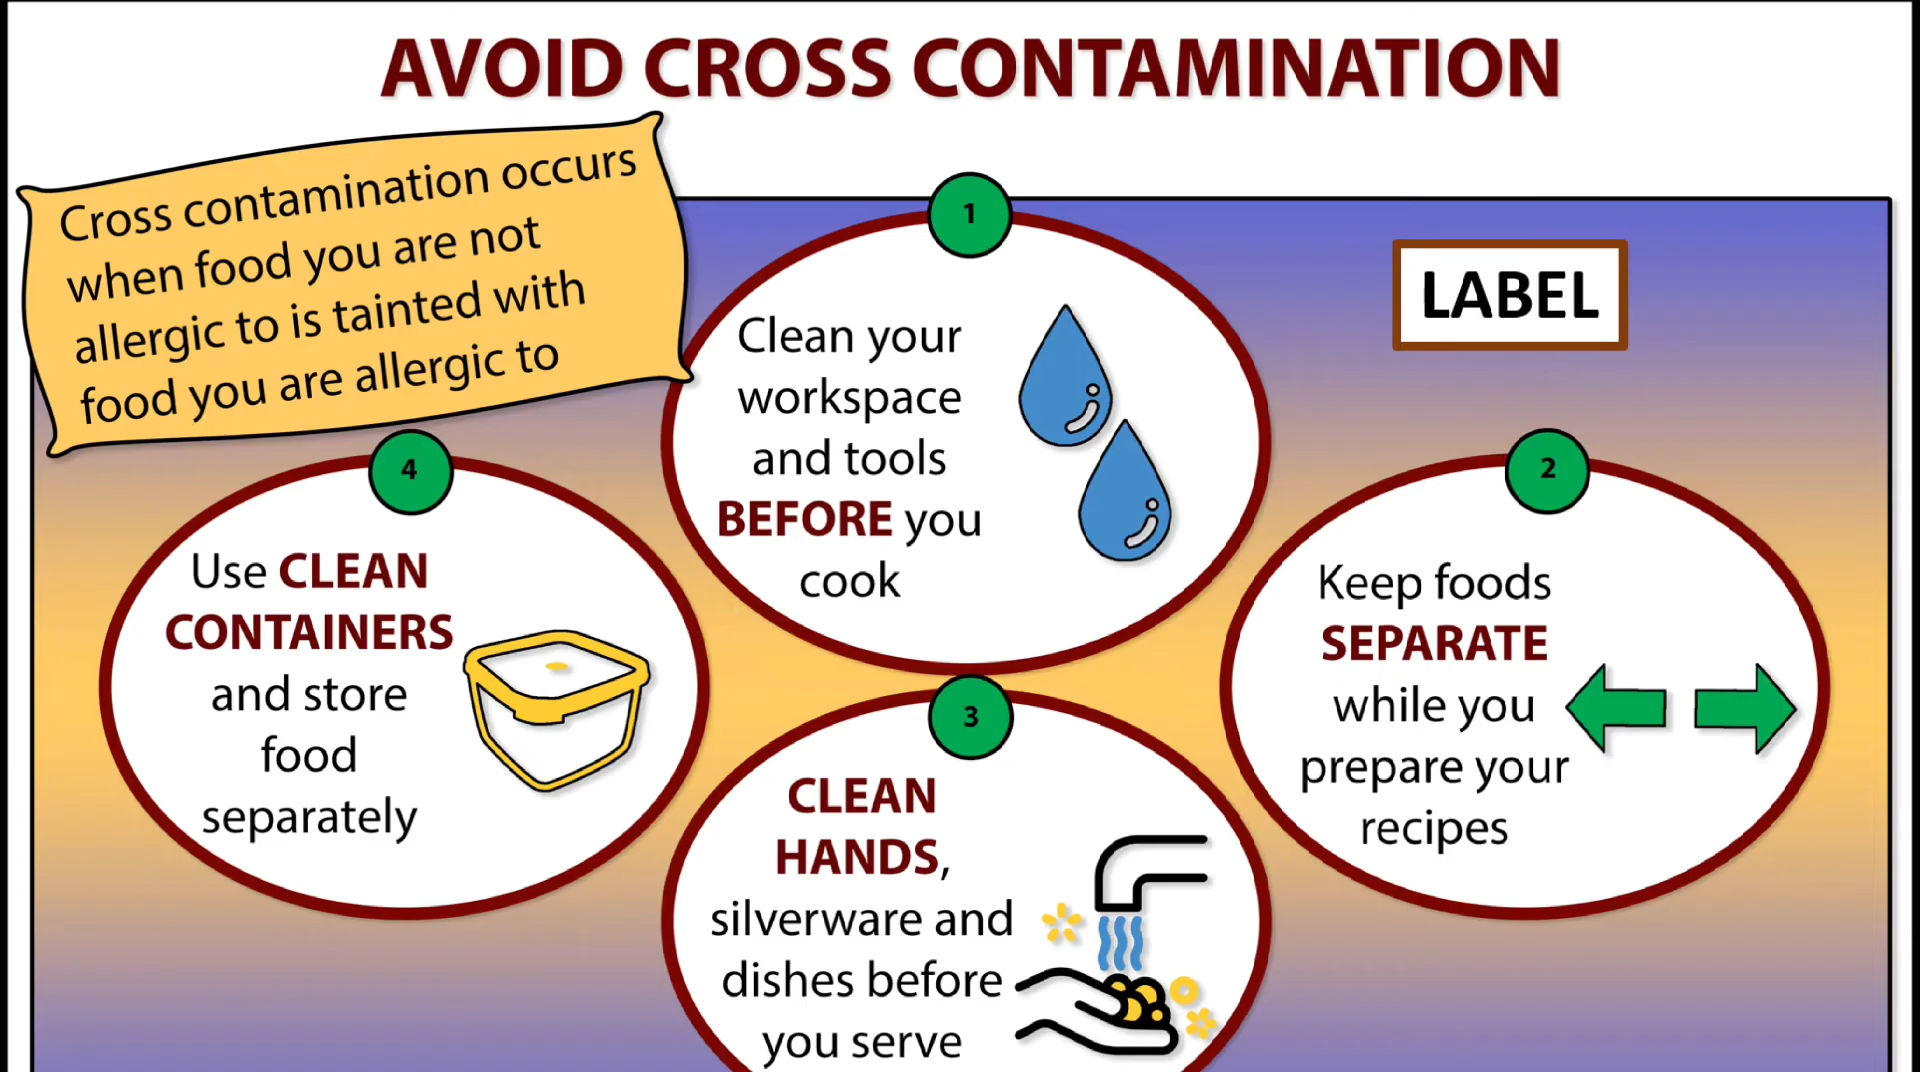 AVOID CROSS CONTAMINATION
Cross contamination occurs
when food you are not
allergic to is tainted with
food you are allergic to
1
Clean your
workspace
and tools
BEFORE you
cook
LABEL
2
Keep foods
SEPARATE
while you
prepare your
recipes
3
CLEAN
HANDS,
silverware and
dishes before
you serve
4
Use CLEAN
CONTAINERS
and store
food
separately